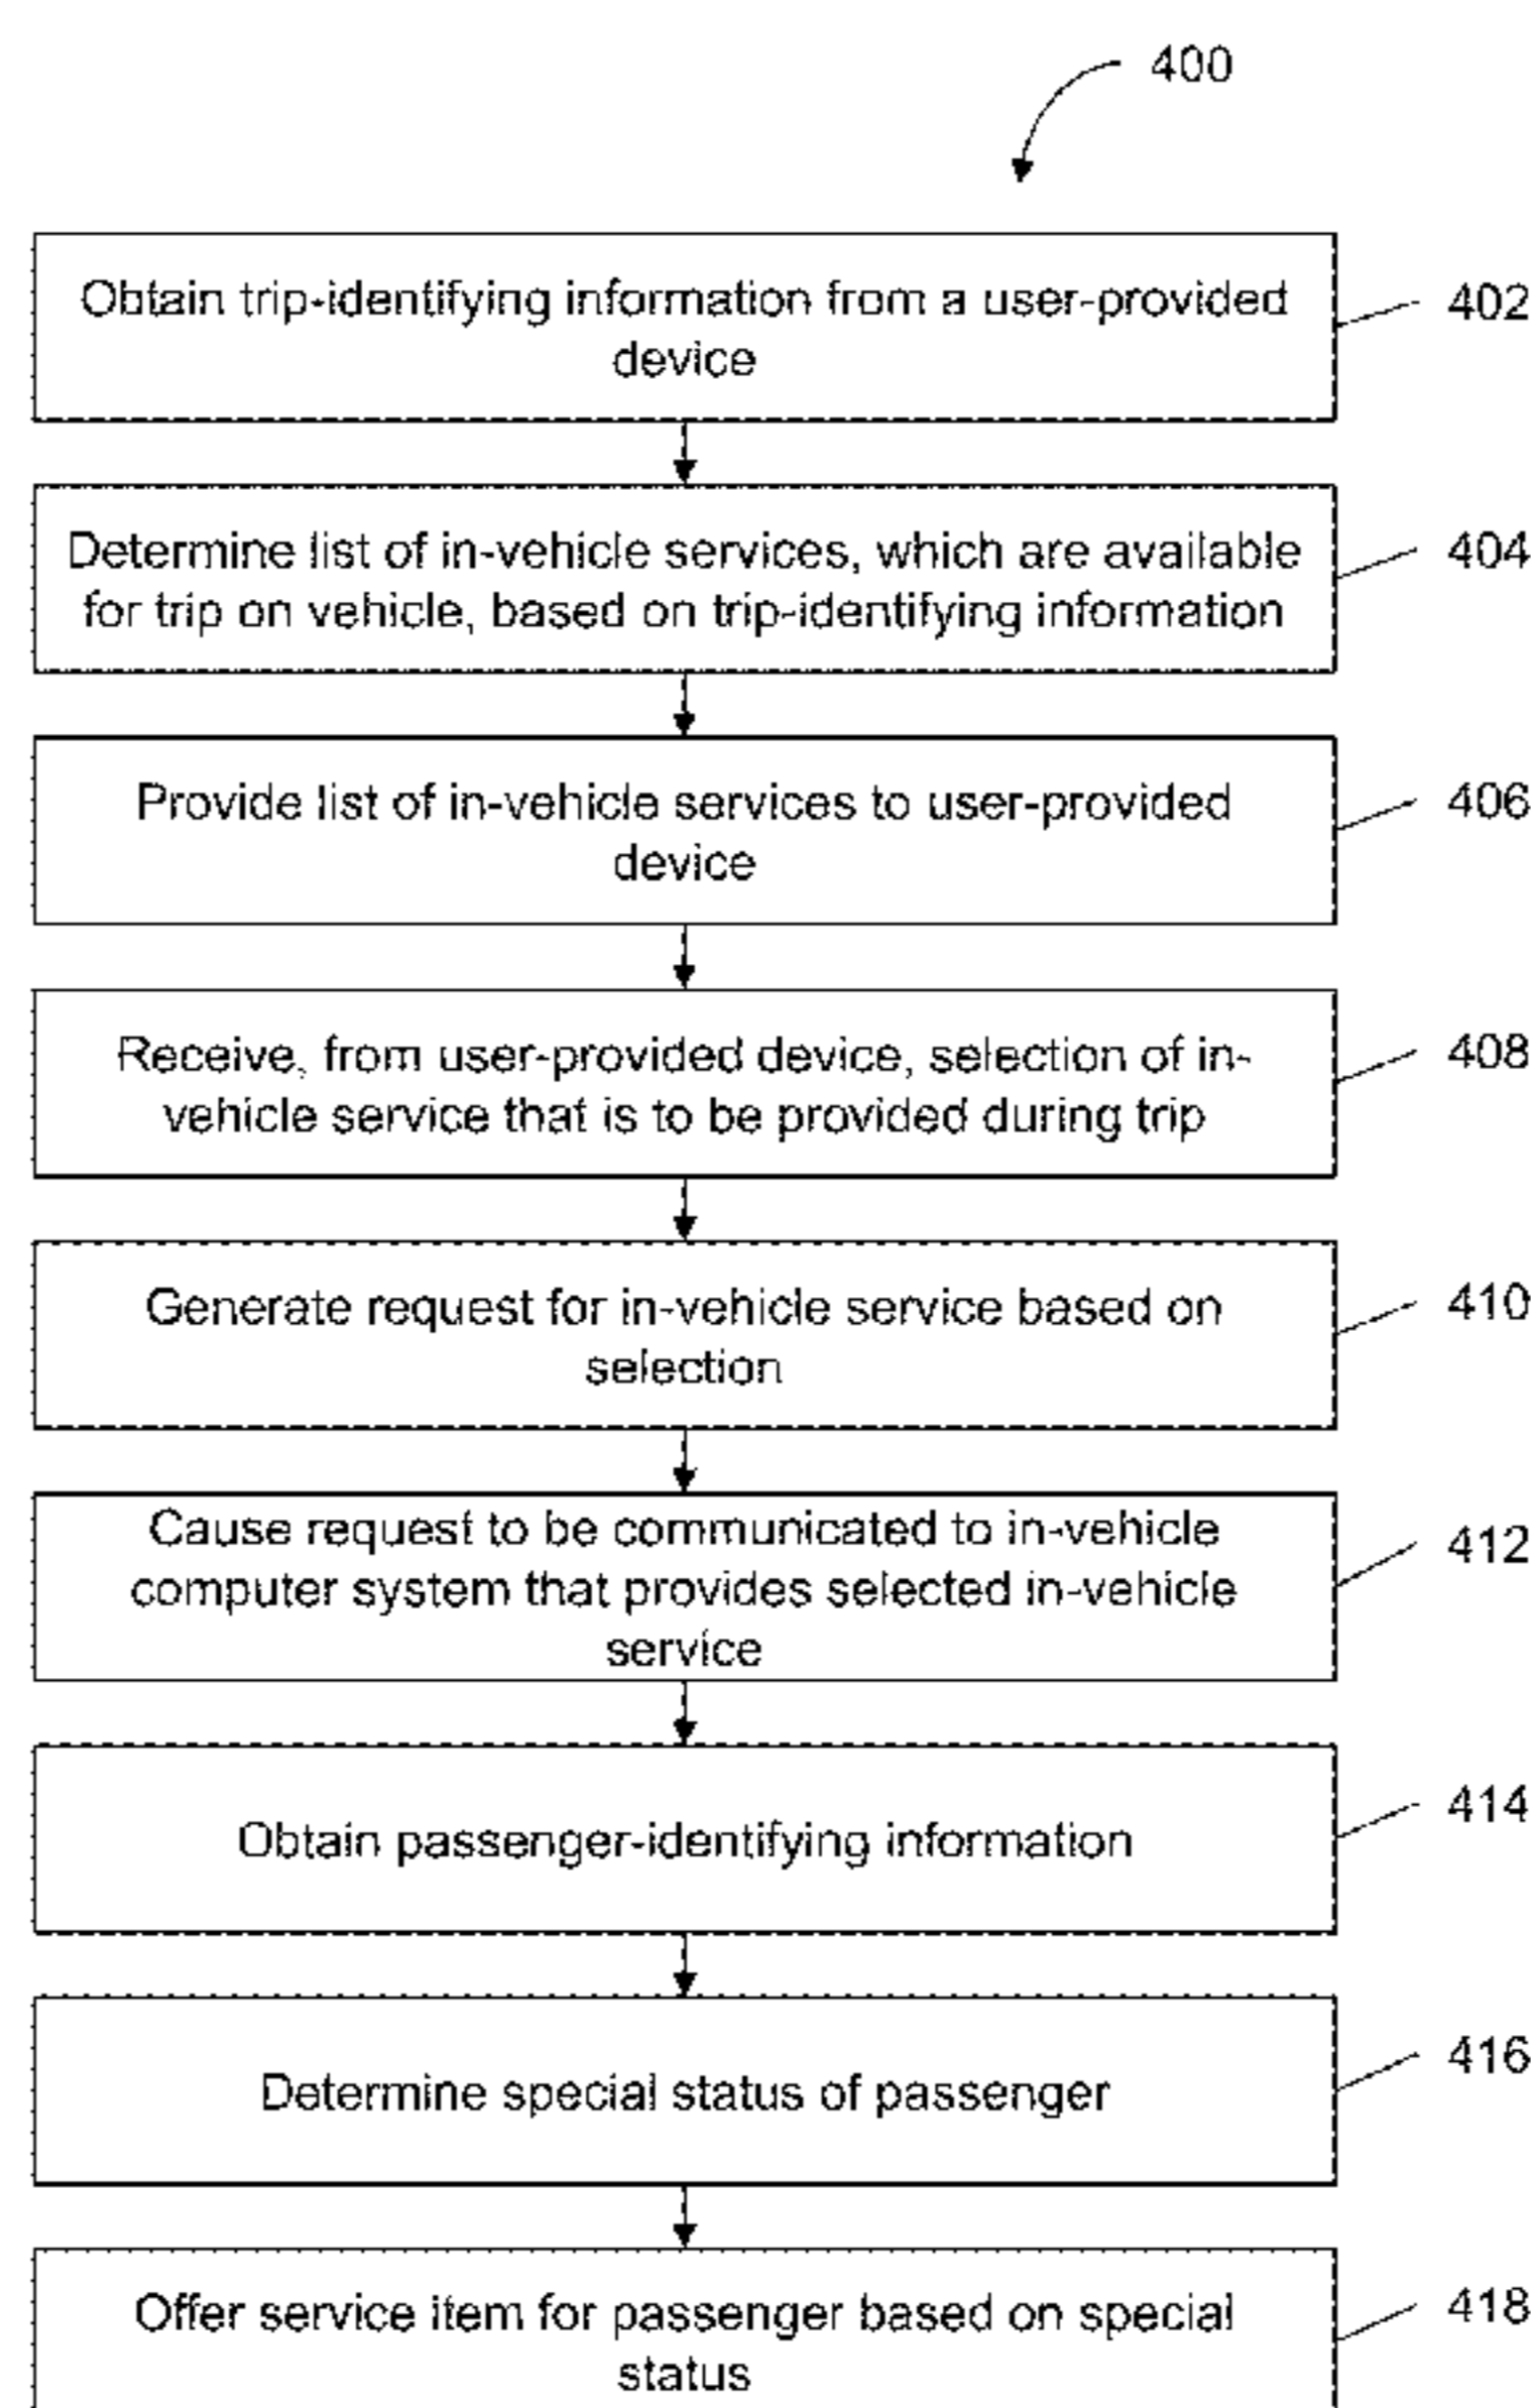 400
Obtain trip-identifying information from a user-provided
device
402
Determine list of in-vehicle services, which are available
for trip on vehicle, based on trip-identifying information
404
Provide list of in-vehicle services to user-provided
device
406
Receive, from user-provided device, selection of in-
vehicle service that is to be provided during trip
408
Generate request for in-vehicle service based on
selection
410
Cause request to be communicated to in-vehicle
computer system that provides selected in-vehicle
service
412
Obtain passenger-identifying information
414
Determine special status of passenger
416
Offer service item for passenger based on special
status
418